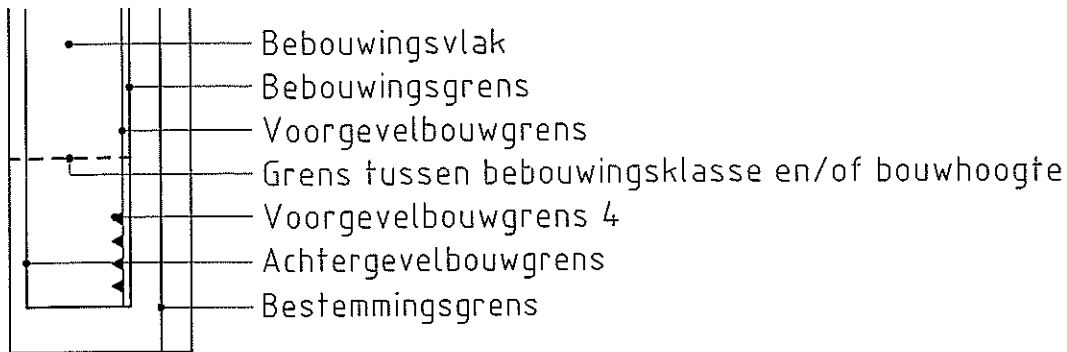 Bebouwingsvlak
Bebouwingsgrens
Voorgevelbouwgrens
Grens tussen bebouwingsklasse en/of bouwhoogte
Voorgevelbouwgrens 4
Achtergevelbouwgrens
Bestemmingsgrens